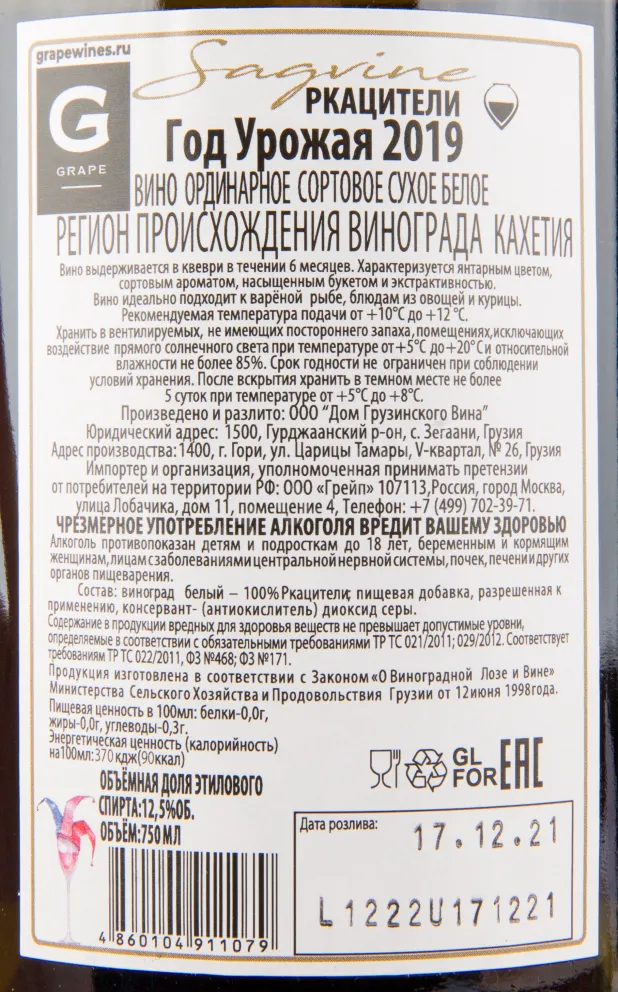 grapewines.ru
Sagvine
G
GRAPE
РКАЦИТЕЛИ
Год Урожая 2019
ВИНО ОРДИНАРНОЕ СОРТОВОЕ СУХОЕ БЕЛОЕ
РЕГИОН ПРОИСХОЖДЕНИЯ ВИНОГРАДА КАХЕТИЯ
Вино выдерживается в квеври в течении 6 месяцев. Характеризуется янтарным цветом,
сортовым ароматом, насыщенным букетом и экстрактивностью.
Вино идеально подходит к варёной рыбе, блюдам из овощей и курицы.
Рекомендуемая температура подачи от +10°С до +12 °С.
Хранить в вентилируемых, не имеющих постороннего запаха, помещениях, исключающих
воздействие прямого солнечного света при температуре от +5°С до +20°С и относительной
влажности не более 85%. Срок годности не ограничен при соблюдении
условий хранения. После вскрытия хранить в темном месте не более
5 суток при температуре от +5°С до +8°С.
Произведено и разлито: ООО "Дом Грузинского Вина"
Юридический адрес: 1500, Гурджаанский р-он, с. Зегаани, Грузия
Адрес производства: 1400, г. Гори, ул. Царицы Тамары, V-квартал, № 26, Грузия
Импортер и организация, уполномоченная принимать претензии
от потребителей на территории РФ: ООО «Грейп» 107113,Россия, город Москва,
улица Лобачика, дом 11, помещение 4, Телефон: +7 (499) 702-39-71.
ЧРЕЗМЕРНОЕ УПОТРЕБЛЕНИЕ АЛКОГОЛЯ ВРЕДИТ ВАШЕМУ ЗДОРОВЬЮ
Алкоголь противопоказан детям и подросткам до 18 лет, беременным и кормящим
женщинам, лицам с заболеваниями центральной нервной системы, почек, печени и других
органов пищеварения.
Состав: виноград белый – 100% Ркацители; пищевая добавка, разрешенная к
применению, консервант- (антиокислитель) диоксид серы.
Содержание в продукции вредных для здоровья веществ не превышает допустимые уровни,
определяемые в соответствии с обязательными требованиями ТР ТС 021/2011; 029/2012. Соответствует
требованиям ТР ТС 022/2011, ФЗ №468; ФЗ №171.
Продукция изготовлена в соответствии с Законом «О Виноградной Лозе и Вине»
Министерства Сельского Хозяйства и Продовольствия Грузии от 12 июня 1998года.
Пищевая ценность в 100мл: белки-0,0г,
жиры-0,0г, углеводы-0,3г.
Энергетическая ценность (калорийность)
на100мл:370 кдж(90ккал)
GL
FOR
EAC
ОБЪЁМНАЯ ДОЛЯ ЭТИЛОВОГО
СПИРТА:12,5%ОБ.
ОБЪЁМ:750 МЛ
Дата розлива:
17.12.21
L1222U171221
4 860104 911079